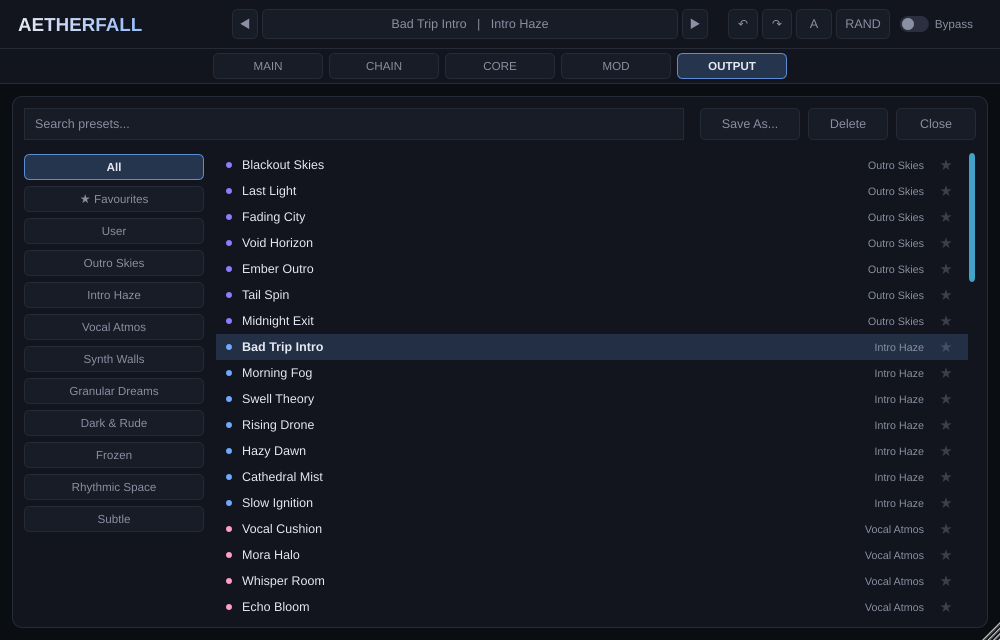 AETHERFALL
Bad Trip Intro | Intro Haze
A
RAND
Bypass
MAIN
CHAIN
CORE
MOD
OUTPUT
Search presets...
Save As...
Delete
Close
All
★ Favourites
User
Outro Skies
Intro Haze
Vocal Atmos
Synth Walls
Granular Dreams
Dark & Rude
Frozen
Rhythmic Space
Subtle
Blackout Skies Outro Skies
Last Light Outro Skies
Fading City Outro Skies
Void Horizon Outro Skies
Ember Outro Outro Skies
Tail Spin Outro Skies
Midnight Exit Outro Skies
Bad Trip Intro Intro Haze
Morning Fog Intro Haze
Swell Theory Intro Haze
Rising Drone Intro Haze
Hazy Dawn Intro Haze
Cathedral Mist Intro Haze
Slow Ignition Intro Haze
Vocal Cushion Vocal Atmos
Mora Halo Vocal Atmos
Whisper Room Vocal Atmos
Echo Bloom Vocal Atmos